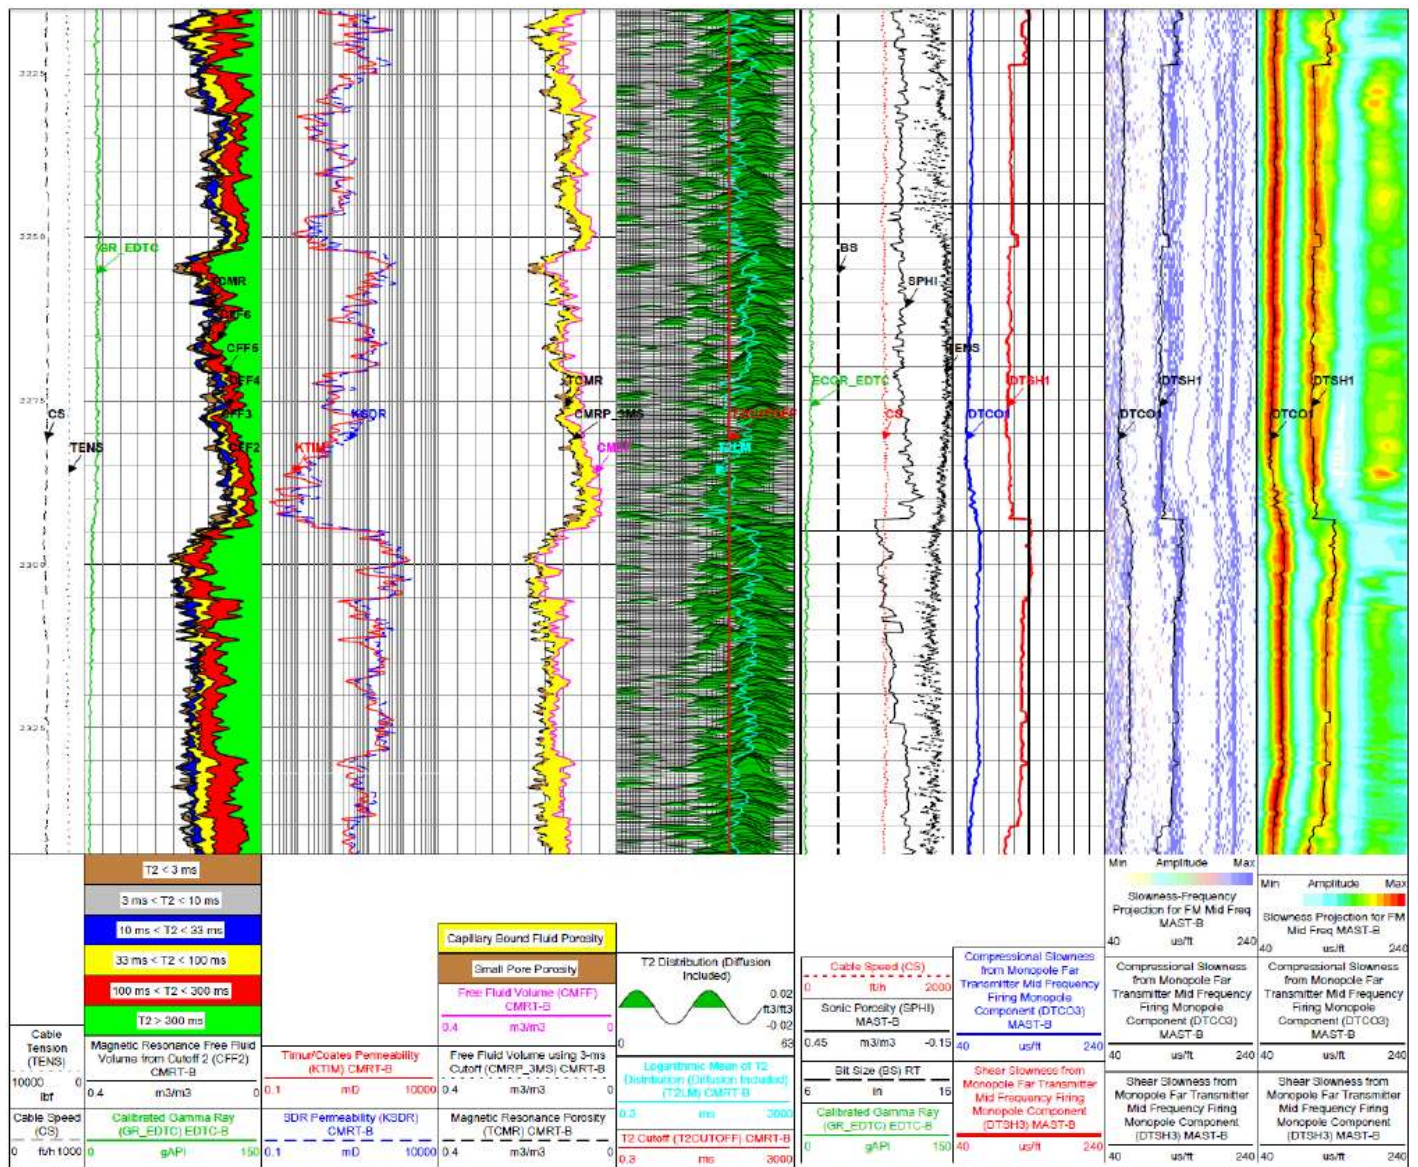 2225
2250
2275
2300
2325
GR_EDTC
TCMR
CFF6
CFF5
CFF4
CFF3
CFF2
CS
TENS
KSDR
KTIM
TCMR
CMRP_3MS
CMFF
T2CUTOFF
T2LM
BS
SPHI
TENS
ECGR_EDTC
CS
DTCO1
DTSH1
DTSH1
DTCO1
DTSH1
DTCO1
T2 < 3 ms
3 ms < T2 < 10 ms
10 ms < T2 < 33 ms
33 ms < T2 < 100 ms
100 ms < T2 < 300 ms
T2 > 300 ms
Cable
Tension
(TENS)
10000 0
lbf
Cable Speed
(CS)
0 ft/h 1000
Magnetic Resonance Free Fluid
Volume from Cutoff 2 (CFF2)
CMRT-B
0.4 m3/m3 0
Calibrated Gamma Ray
(GR_EDTC) EDTC-B
0 gAPI 150
Timur/Coates Permeability
(KTIM) CMRT-B
0.1 mD 10000
SDR Permeability (KSDR)
CMRT-B
0.1 mD 10000
Capillary Bound Fluid Porosity
Small Pore Porosity
Free Fluid Volume (CMFF)
CMRT-B
0.4 m3/m3 0
Free Fluid Volume using 3-ms
Cutoff (CMRP_3MS) CMRT-B
0.4 m3/m3 0
Magnetic Resonance Porosity
(TCMR) CMRT-B
0.4 m3/m3 0
T2 Distribution (Diffusion
Included)
0.02
ft3/ft3
-0.02
0 63
Logarithmic Mean of T2
Distribution (Diffusion Included)
(T2LM) CMRT-B
0.3 ms 3000
T2 Cutoff (T2CUTOFF) CMRT-B
0.3 ms 3000
Cable Speed (CS)
0 ft/h 2000
Sonic Porosity (SPHI)
MAST-B
0.45 m3/m3 -0.15
Bit Size (BS) RT
6 in 16
Calibrated Gamma Ray
(GR_EDTC) EDTC-B
0 gAPI 150
Compressional Slowness
from Monopole Far
Transmitter Mid Frequency
Firing Monopole
Component (DTCO3)
MAST-B
40 us/ft 240
Shear Slowness from
Monopole Far Transmitter
Mid Frequency Firing
Monopole Component
(DTSH3) MAST-B
40 us/ft 240
Min Amplitude Max
Slowness-Frequency
Projection for FM Mid Freq
MAST-B
40 us/ft 240
Compressional Slowness
from Monopole Far
Transmitter Mid Frequency
Firing Monopole
Component (DTCO3)
MAST-B
40 us/ft 240
Shear Slowness from
Monopole Far Transmitter
Mid Frequency Firing
Monopole Component
(DTSH3) MAST-B
40 us/ft 240
Min Amplitude Max
Slowness Projection for FM
Mid Freq MAST-B
40 us/ft 240
Compressional Slowness
from Monopole Far
Transmitter Mid Frequency
Firing Monopole
Component (DTCO3)
MAST-B
40 us/ft 240
Shear Slowness from
Monopole Far Transmitter
Mid Frequency Firing
Monopole Component
(DTSH3) MAST-B
40 us/ft 240